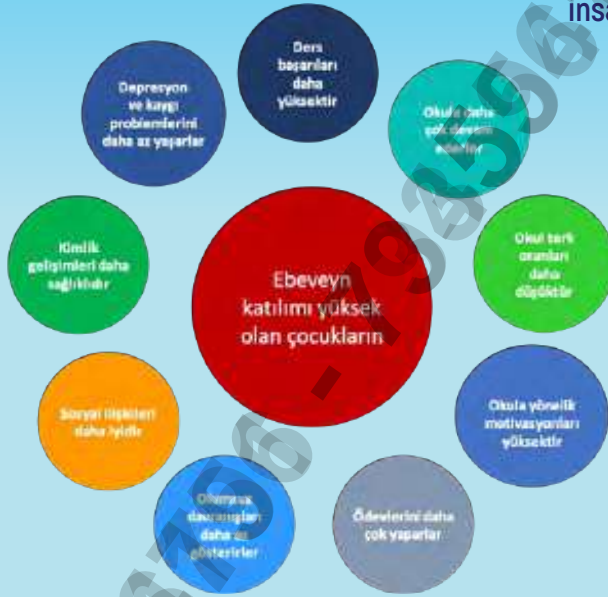 insa
Ders
başarıları
daha
yüksektir
Okula daha
çok devam
ederler
Okul terk
oranları
daha
düşüktür
Okula yönelik
motivasyonları
yüksektir
Ödevlerini daha
çok yaparlar
Olumsuz
davranışları
daha az
gösterirler
Sosyal ilişkileri
daha iyidir
Kimlik
gelişimleri daha
sağlıklıdır
Depresyon
ve kaygı
problemlerini
daha az yaşarlar
Ebeveyn
katılımı yüksek
olan çocukların